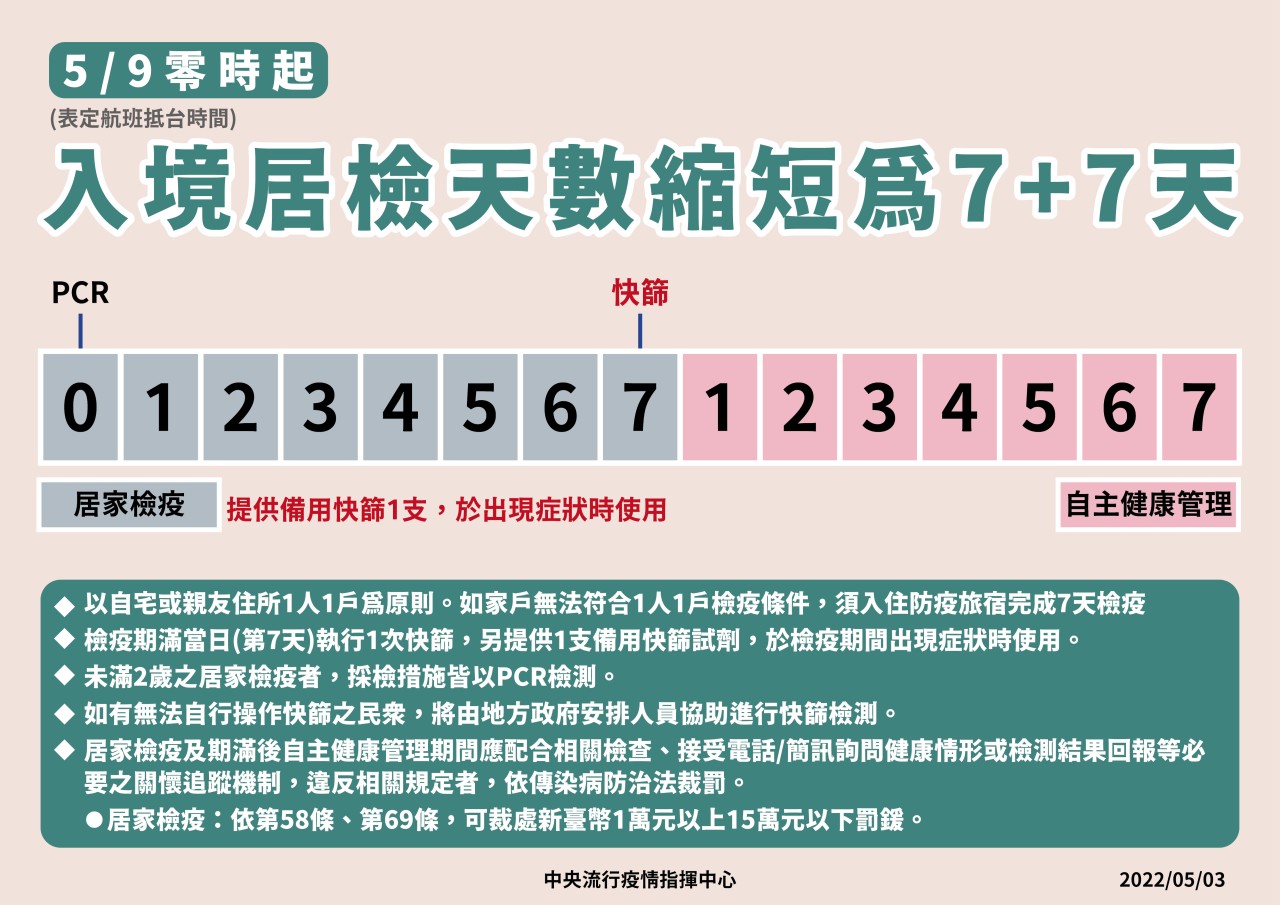 5/9零時起
(表定航班抵台時間)
入境居檢天數縮短為7+7天
PCR
快篩
0 1 2 3 4 5 6 7 1 2 3 4 5 6 7
居家檢疫
提供備用快篩1支，於出現症狀時使用
自主健康管理
◆ 以自宅或親友住所1人1戶為原則。如家戶無法符合1人1戶檢疫條件，須入住防疫旅宿完成7天檢疫
◆ 檢疫期滿當日(第7天)執行1次快篩，另提供1支備用快篩試劑，於檢疫期間出現症狀時使用。
◆ 未滿2歲之居家檢疫者，採檢措施皆以PCR檢測。
◆ 如有無法自行操作快篩之民眾，將由地方政府安排人員協助進行快篩檢測。
◆ 居家檢疫及期滿後自主健康管理期間應配合相關檢查、接受電話/簡訊詢問健康情形或檢測結果回報等必
要之關懷追蹤機制，違反相關規定者，依傳染病防治法裁罰。
●居家檢疫：依第58條、第69條，可裁處新臺幣1萬元以上15萬元以下罰鍰。
中央流行疫情指揮中心
2022/05/03